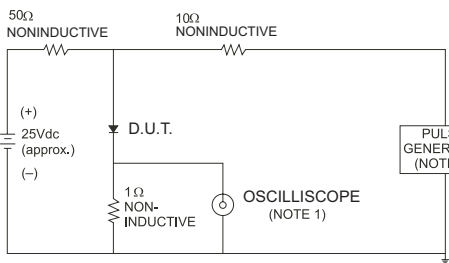 50Ω
NONINDUCTIVE
10Ω
NONINDUCTIVE
(+)
25Vdc
(approx.)
(–)
D.U.T.
1Ω
NON-
INDUCTIVE
OSCILLISCOPE
(NOTE 1)